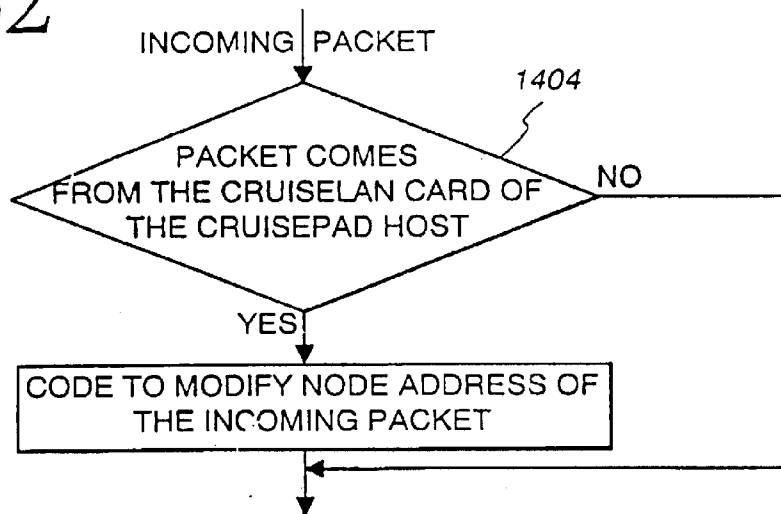 INCOMING PACKET
1404
PACKET COMES
FROM THE CRUISELAN CARD OF
THE CRUISEPAD HOST
NO
YES
CODE TO MODIFY NODE ADDRESS OF
THE INCOMING PACKET